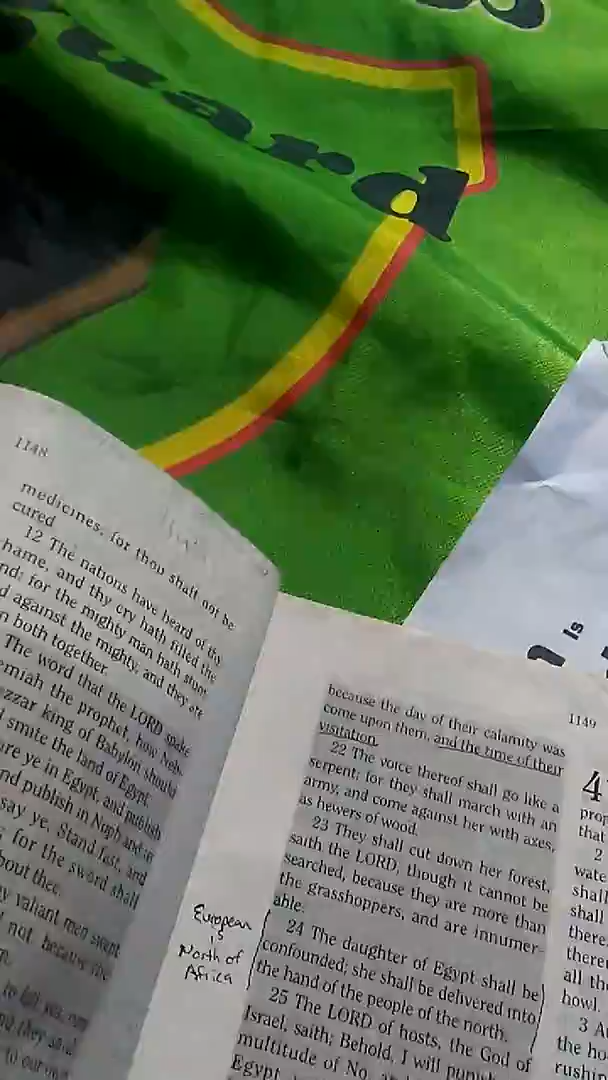 uard
Is
1148
medicines, for thou shalt not be
cured
12 The nations have heard of thy
hame, and thy cry hath filled the
nd: for the mighty man hath stum
d against the mighty, and they are
n both together.
The word that the LORD spake
emiah the prophet, how Neb
ezzar king of Babylon should
d smite the land of Egypt.
are ye in Egypt, and publish
nd publish in Noph and in
say ye, Stand fast, and
; for the sword shall
bout thee.
y valiant men swept
not, because the
1149
because the day of their calamity was
come upon them, and the time of their
visitation.
22 The voice thereof shall go like a
serpent; for they shall march with an
army, and come against her with axes,
as hewers of wood.
23 They shall cut down her forest,
saith the LORD, though it cannot be
searched, because they are more than
the grasshoppers, and are innumer-
able.
24 The daughter of Egypt shall be
confounded; she shall be delivered into
the hand of the people of the north.
25 The LORD of hosts, the God of
Israel, saith; Behold, I will punish
multitude of No, and
Egypt
European
is
North of
Africa
4
prop
that
2
wate
shall
shall
there
there
all th
howl.
3 A
the ho
rushin